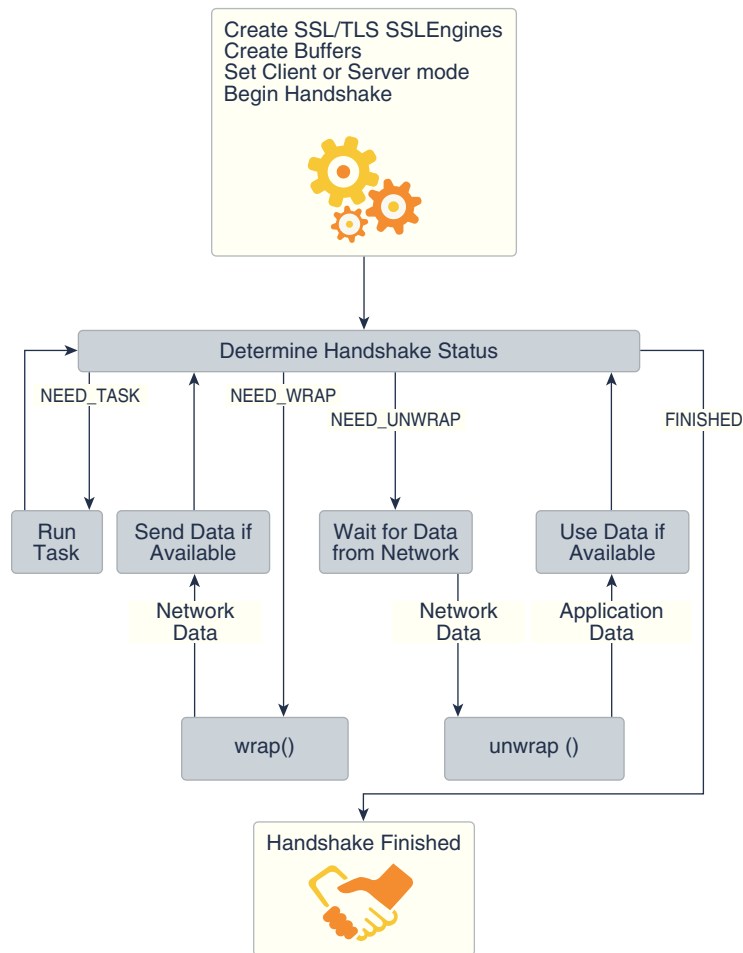 Create SSL/TLS SSLEngines
Create Buffers
Set Client or Server mode
Begin Handshake
Determine Handshake Status
NEED_TASK
NEED_WRAP
NEED_UNWRAP
FINISHED
Run
Task
Send Data if
Available
Wait for Data
from Network
Use Data if
Available
Network
Data
Network
Data
Application
Data
wrap()
unwrap ()
Handshake Finished